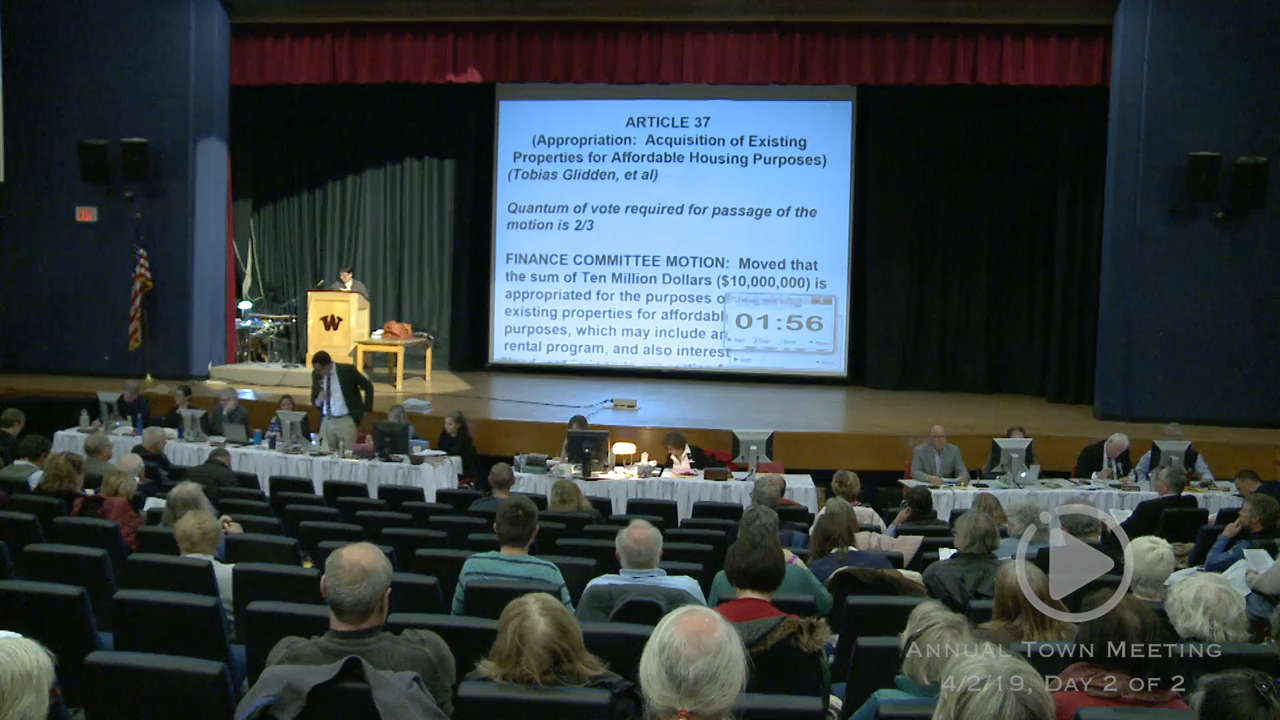 ARTICLE 37
(Appropriation: Acquisition of Existing
Properties for Affordable Housing Purposes)
(Tobias Glidden, et al)
Quantum of vote required for passage of the
motion is 2/3
FINANCE COMMITTEE MOTION: Moved that
the sum of Ten Million Dollars ($10,000,000) is
appropriated for the purposes
existing properties for
purposes, which may include
rental program, and also interest
01:56
W
ANNUAL TOWN MEETING
4/2/19, DAY 2 OF 2